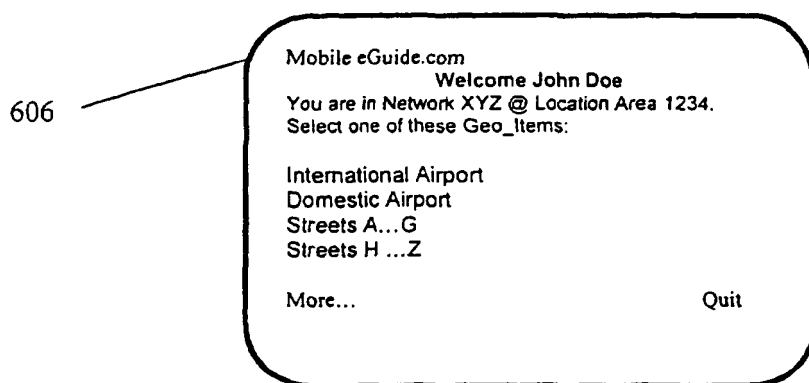 Mobile eGuide.com
Welcome John Doe
You are in Network XYZ @ Location Area 1234.
Select one of these Geo_Items:
606
International Airport
Domestic Airport
Streets A...G
Streets H ...Z
More... Quit